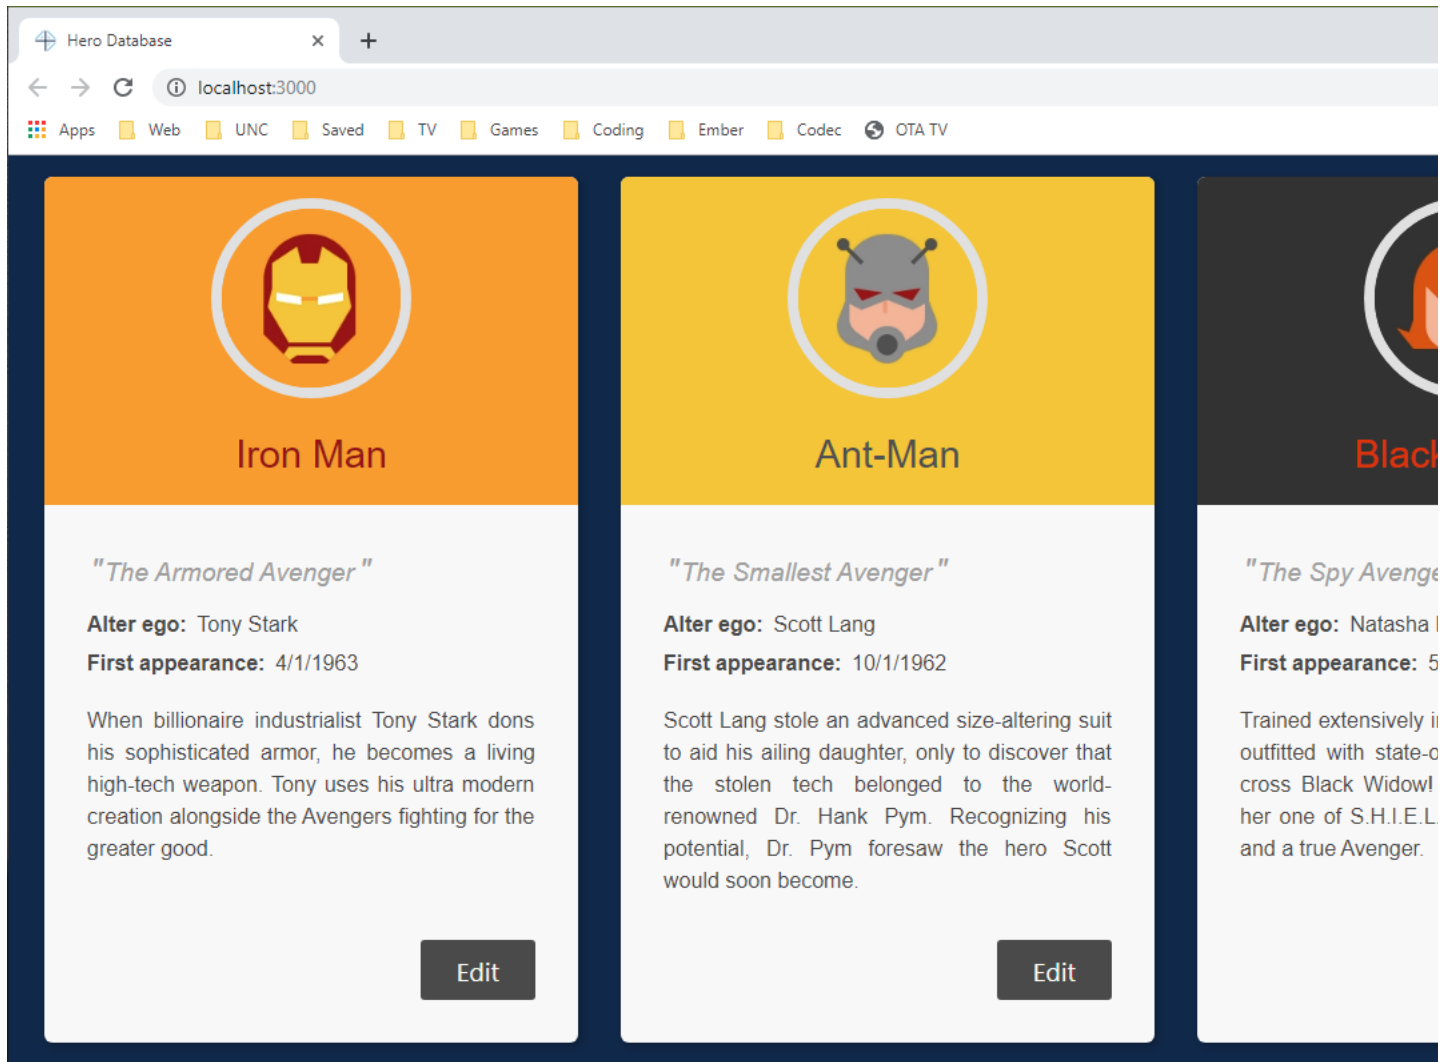 Hero Database
localhost:3000
Apps Web UNC Saved TV Games Coding Ember Codec OTA TV
Iron Man
"The Armored Avenger"
Alter ego: Tony Stark
First appearance: 4/1/1963
When billionaire industrialist Tony Stark dons
his sophisticated armor, he becomes a living
high-tech weapon. Tony uses his ultra modern
creation alongside the Avengers fighting for the
greater good.
Edit
Ant-Man
"The Smallest Avenger"
Alter ego: Scott Lang
First appearance: 10/1/1962
Scott Lang stole an advanced size-altering suit
to aid his ailing daughter, only to discover that
the stolen tech belonged to the world-
renowned Dr. Hank Pym. Recognizing his
potential, Dr. Pym foresaw the hero Scott
would soon become.
Edit
Black
"The Spy Avenge
Alter ego: Natasha
First appearance: 5
Trained extensively
outfitted with state-o
cross Black Widow!
her one of S.H.I.E.L.
and a true Avenger.